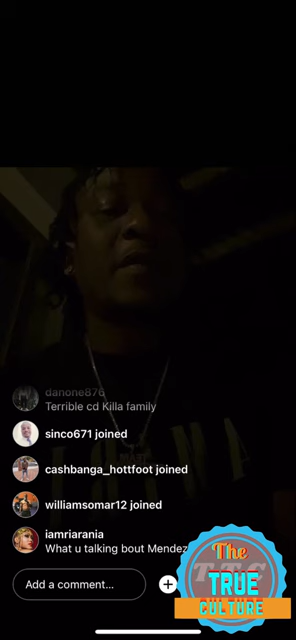 danone876
Terrible cd Killa family
sinco671 joined
cashbanga_hottfoot joined
williamsomar12 joined
iamriarania
What u talking bout Mendez
Add a comment...
The
TRUE
CULTURE